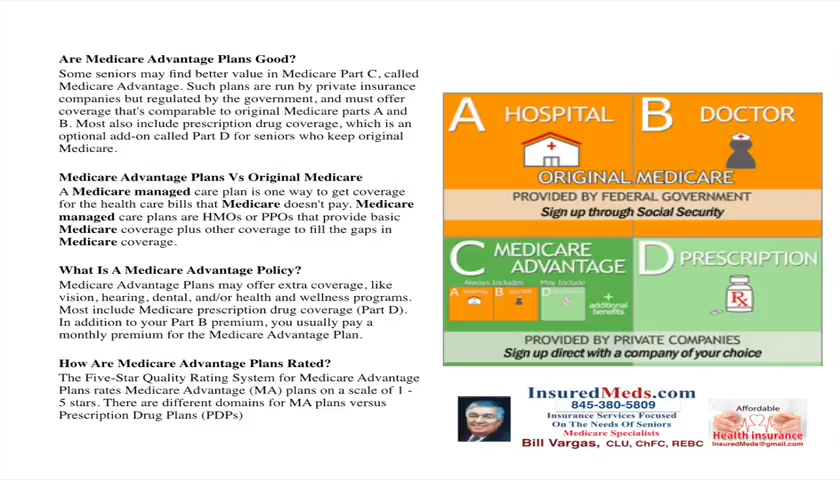 Are Medicare Advantage Plans Good?
Some seniors may find better value in Medicare Part C, called
Medicare Advantage. Such plans are run by private insurance
companies but regulated by the government, and must offer
coverage that's comparable to original Medicare parts A and
B. Most also include prescription drug coverage, which is an
optional add-on called Part D for seniors who keep original
Medicare.
Medicare Advantage Plans Vs Original Medicare
A Medicare managed care plan is one way to get coverage
for the health care bills that Medicare doesn't pay. Medicare
managed care plans are HMOs or PPOs that provide basic
Medicare coverage plus other coverage to fill the gaps in
Medicare coverage.
What Is A Medicare Advantage Policy?
Medicare Advantage Plans may offer extra coverage, like
vision, hearing, dental, and/or health and wellness programs.
Most include Medicare prescription drug coverage (Part D).
In addition to your Part B premium, you usually pay a
monthly premium for the Medicare Advantage Plan.
How Are Medicare Advantage Plans Rated?
The Five-Star Quality Rating System for Medicare Advantage
Plans rates Medicare Advantage (MA) plans on a scale of 1 -
5 stars. There are different domains for MA plans versus
Prescription Drug Plans (PDPs)
A HOSPITAL
B DOCTOR
ORIGINAL MEDICARE
PROVIDED BY FEDERAL GOVERNMENT
Sign up through Social Security
C MEDICARE
ADVANTAGE
Always Includes
May Include
A HOSPITAL
B DOCTOR
D
+
additional
benefits
D PRESCRIPTION
Rx
PROVIDED BY PRIVATE COMPANIES
Sign up direct with a company of your choice
InsuredMeds.com
845-380-5809
Insurance Services Focused
On The Needs Of Seniors
Medicare Specialists
Bill Vargas, CLU, ChFC, REBC
Affordable
Health insurance
InsuredMeds@gmail.com